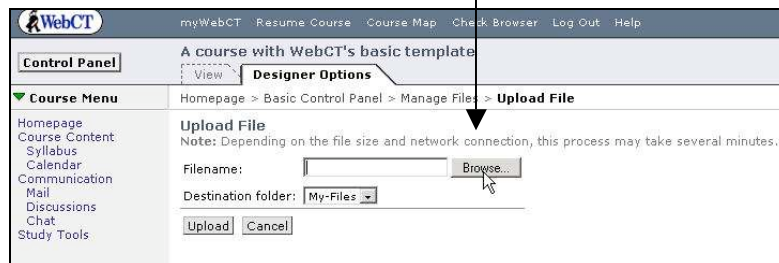 WebCT
myWebCT Resume Course Course Map Check Browser Log Out Help
Control Panel
A course with WebCT's basic template
View Designer Options
Course Menu
Homepage > Basic Control Panel > Manage Files > Upload File
Homepage
Course Content
Syllabus
Calendar
Communication
Mail
Discussions
Chat
Study Tools
Upload File
Note: Depending on the file size and network connection, this process may take several minutes.
Filename: Browse...
Destination folder: My-Files
Upload Cancel